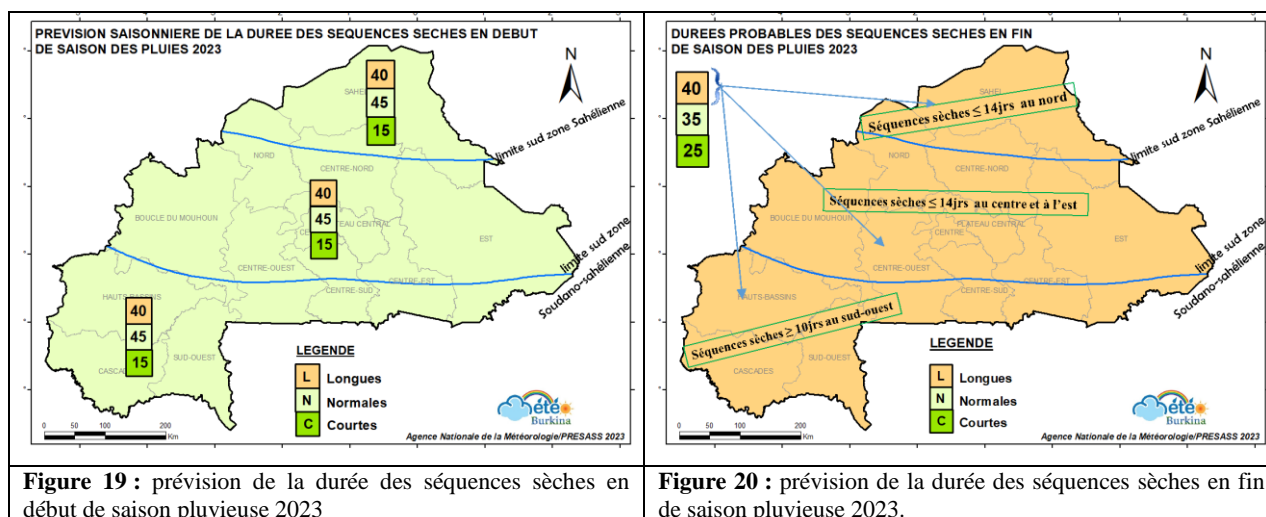 PREVISION SAISONNIERE DE LA DUREE DES SEQUENCES SECHES EN DEBUT
DE SAISON DES PLUIES 2023
N
40
45
15
SAHEL
limite sud zone Sahélienne
NORD
CENTRE-NORD
40
45
15
BOUCLE DU MOUHOUN
PLATEAU CENTRAL
EST
limite sud zone
Soudano-sahélienne
CENTRE-OUEST
CENTRE-EST
CENTRE-SUD
HAUTS-BASSINS
40
45
15
SUD-OUEST
CASCADES
LEGENDE
L Longues
N Normales
C Courtes
été
Burkina
0 50 100 200
Km
Agence Nationale de la Météorologie/PRESASS 2023
Figure 19 : prévision de la durée des séquences sèches en
début de saison pluvieuse 2023
DUREES PROBABLES DES SEQUENCES SECHES EN FIN
DE SAISON DES PLUIES 2023
N
40
35
25
SAHEL
Séquences sèches ≤ 14jrs au nord
limite sud zone Sahélienne
NORD
CENTRE-NORD
Séquences sèches ≤ 14jrs au centre et à l'est
BOUCLE DU MOUHOUN
PLATEAU CENTRAL
CENTRE
EST
limite sud zone
Soudano-sahélienne
CENTRE-OUEST
CENTRE-EST
CENTRE-SUD
HAUTS-BASSINS
Séquences sèches ≥ 10jrs au sud-ouest
SUD-OUEST
CASCADES
LEGENDE
L Longues
N Normales
C Courtes
été
Burkina
0 50 100 200
Km
Agence Nationale de la Météorologie/PRESASS 2023
Figure 20 : prévision de la durée des séquences sèches en fin
de saison pluvieuse 2023.